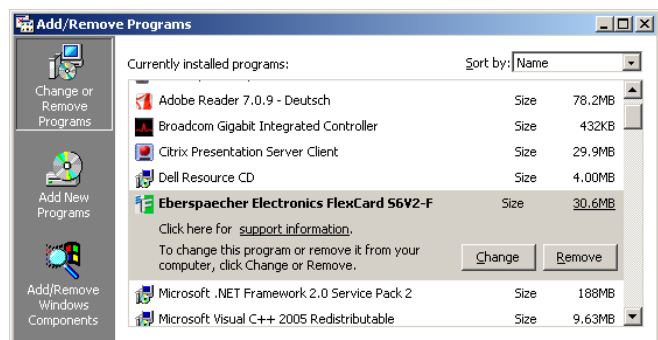 Add/Remove Programs
Change or
Remove
Programs
Add New
Programs
Add/Remove
Windows
Components
Currently installed programs:
Sort by: Name
Adobe Reader 7.0.9 - Deutsch Size 78.2MB
Broadcom Gigabit Integrated Controller Size 432KB
Citrix Presentation Server Client Size 29.9MB
Dell Resource CD Size 4.00MB
Eberspaecher Electronics FlexCard S6V2-F Size 30.6MB
Click here for support information.
To change this program or remove it from your
computer, click Change or Remove.
Change Remove
Microsoft .NET Framework 2.0 Service Pack 2 Size 188MB
Microsoft Visual C++ 2005 Redistributable Size 9.63MB